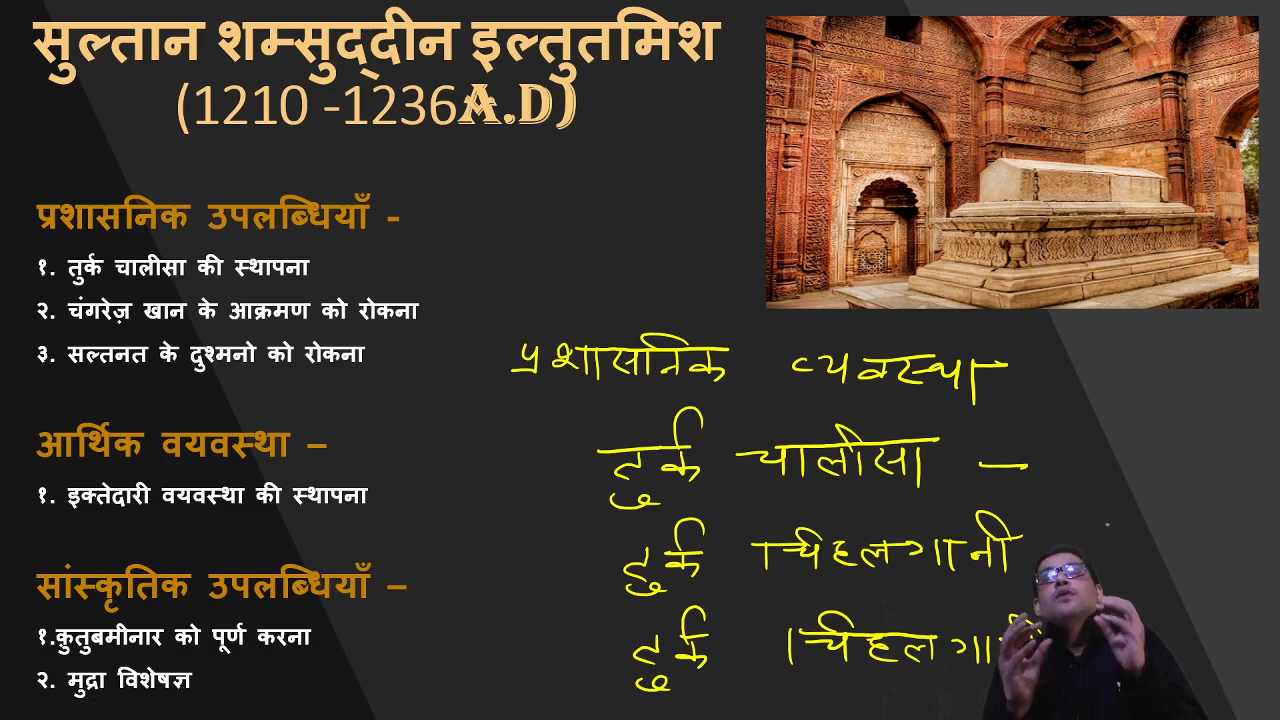 सुल्तान शम्सुद्दीन इल्तुतमिश
(1210 -1236A.D)
प्रशासनिक उपलब्धियाँ -
१. तुर्क चालीसा की स्थापना
२. चंगरेज़ खान के आक्रमण को रोकना
३. सल्तनत के दुश्मनो को रोकना
आर्थिक वयवस्था –
१. इक्तेदारी वयवस्था की स्थापना
सांस्कृतिक उपलब्धियाँ –
१.कुतुबमीनार को पूर्ण करना
२. मुद्रा विशेषज्ञ
प्रशासनिक व्यवस्था
तुर्क चालीसा —
तुर्क चिहलगानी
तुर्क